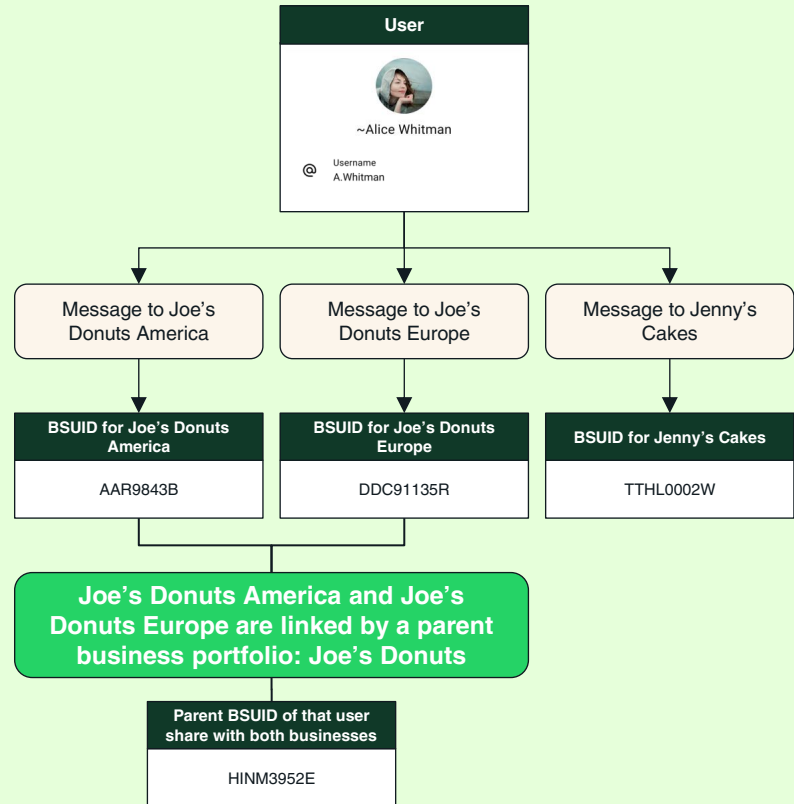 User
~Alice Whitman
@
Username
A.Whitman
Message to Joe's
Donuts America
Message to Joe's
Donuts Europe
Message to Jenny's
Cakes
BSUID for Joe's Donuts
America
AAR9843B
BSUID for Joe's Donuts
Europe
DDC91135R
BSUID for Jenny's Cakes
TTHL0002W
Joe's Donuts America and Joe's
Donuts Europe are linked by a parent
business portfolio: Joe's Donuts
Parent BSUID of that user
share with both businesses
HINM3952E